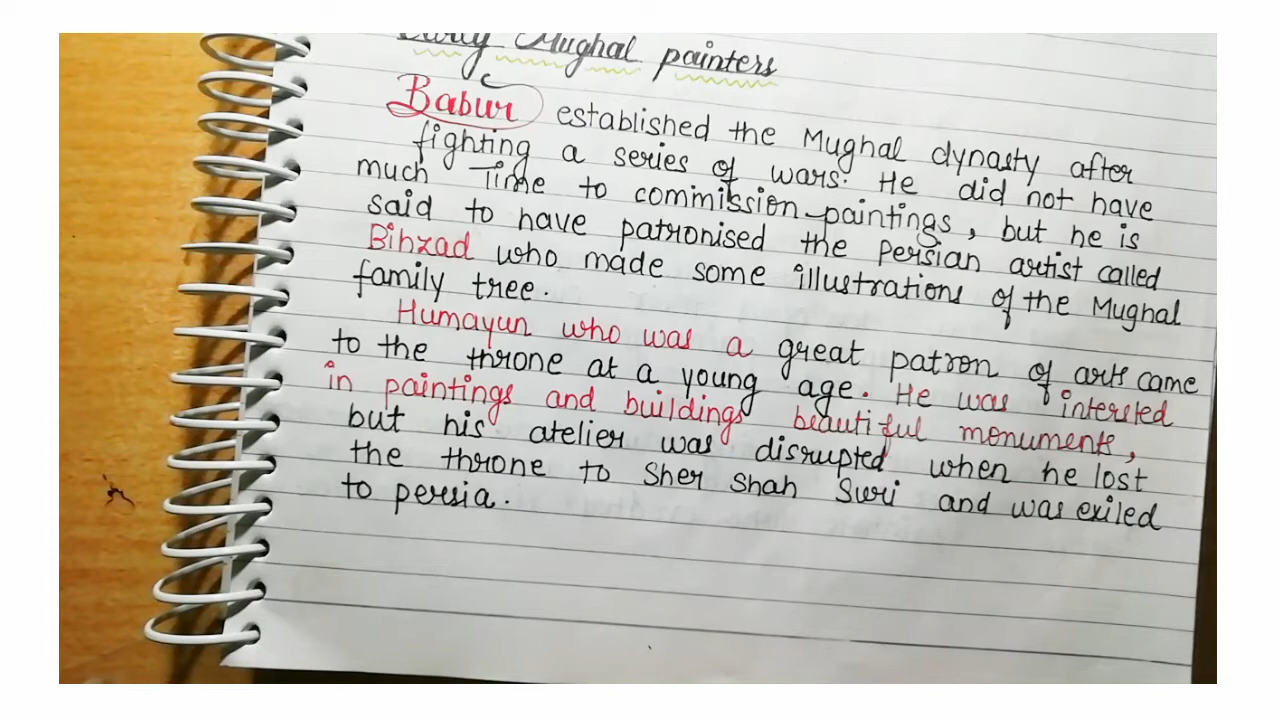 Early Mughal painters
Babur established the Mughal dynasty after
fighting a series of wars. He did not have
much Time to commission paintings, but he is
said to have patronised the Persian artist called
Bihzad who made some illustrations of the Mughal
family tree.
Humayun who was a great patron of arts came
to the throne at a young age. He was intersted
in paintings and buildings beautiful monuments,
but his atelier was disrupted when he lost
the throne to Sher Shah Suri and was exiled
to persia.